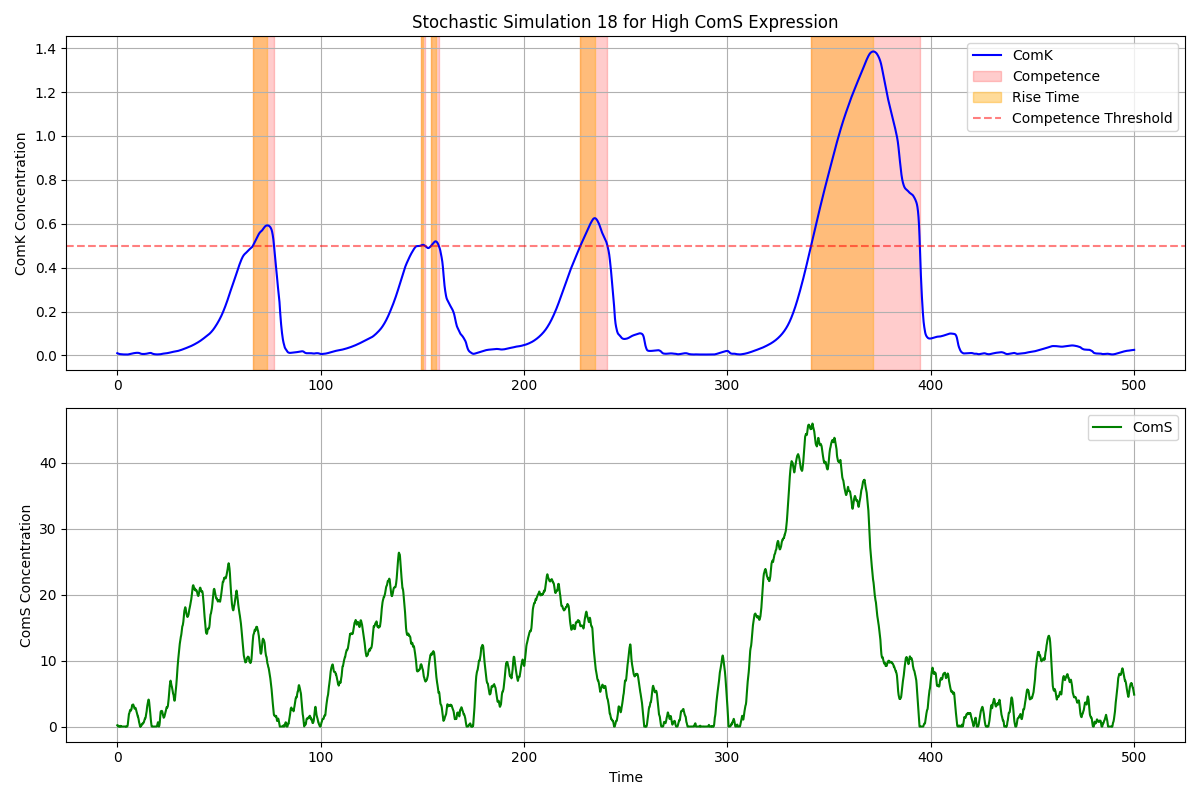 Stochastic Simulation 18 for High ComS Expression
ComK Concentration
1.4
1.2
1.0
0.8
0.6
0.4
0.2
0.0
ComK
Competence
Rise Time
Competence Threshold
0 100 200 300 400 500
ComS Concentration
40
30
20
10
0
ComS
0 100 200 300 400 500
Time